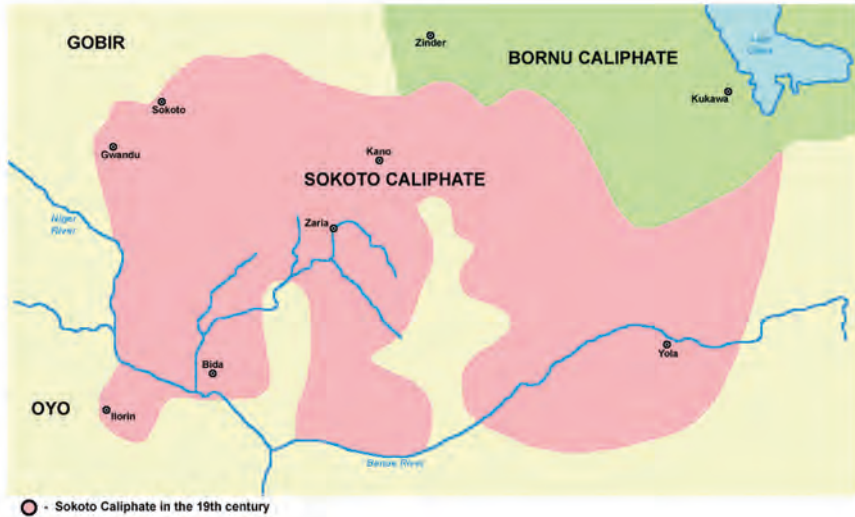 GOBIR
Zinder
BORNU CALIPHATE
Lake
Kukawa
Sokoto
Gwandu
Kano
SOKOTO CALIPHATE
Niger
River
Zaria
Yola
Bida
OYO
Ilorin
Benue River
- Sokoto Caliphate in the 19th century